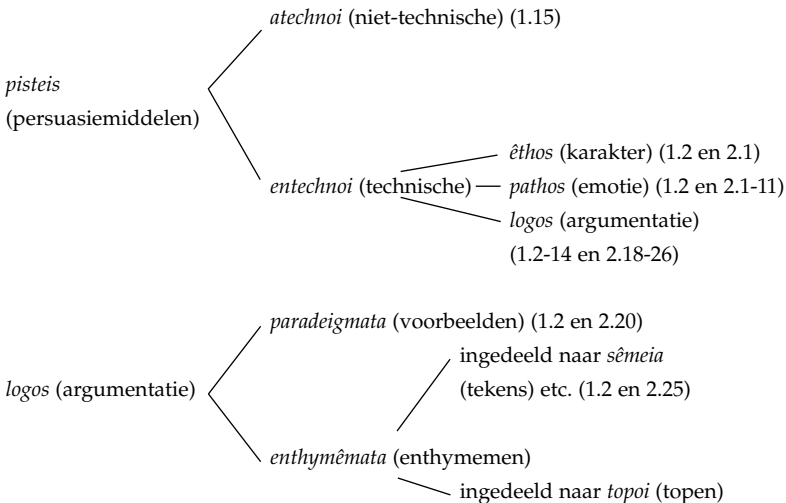 atechnoi (niet-technische) (1.15)
pisteis
(persuasiemiddelen)
êthos (karakter) (1.2 en 2.1)
entechnoi (technische)
pathos (emotie) (1.2 en 2.1-11)
logos (argumentatie)
(1.2-14 en 2.18-26)
paradeigmata (voorbeelden) (1.2 en 2.20)
ingedeeld naar sêmeia
(tekens) etc. (1.2 en 2.25)
logos (argumentatie)
enthymêmata (enthymemen)
ingedeeld naar topoi (topen)